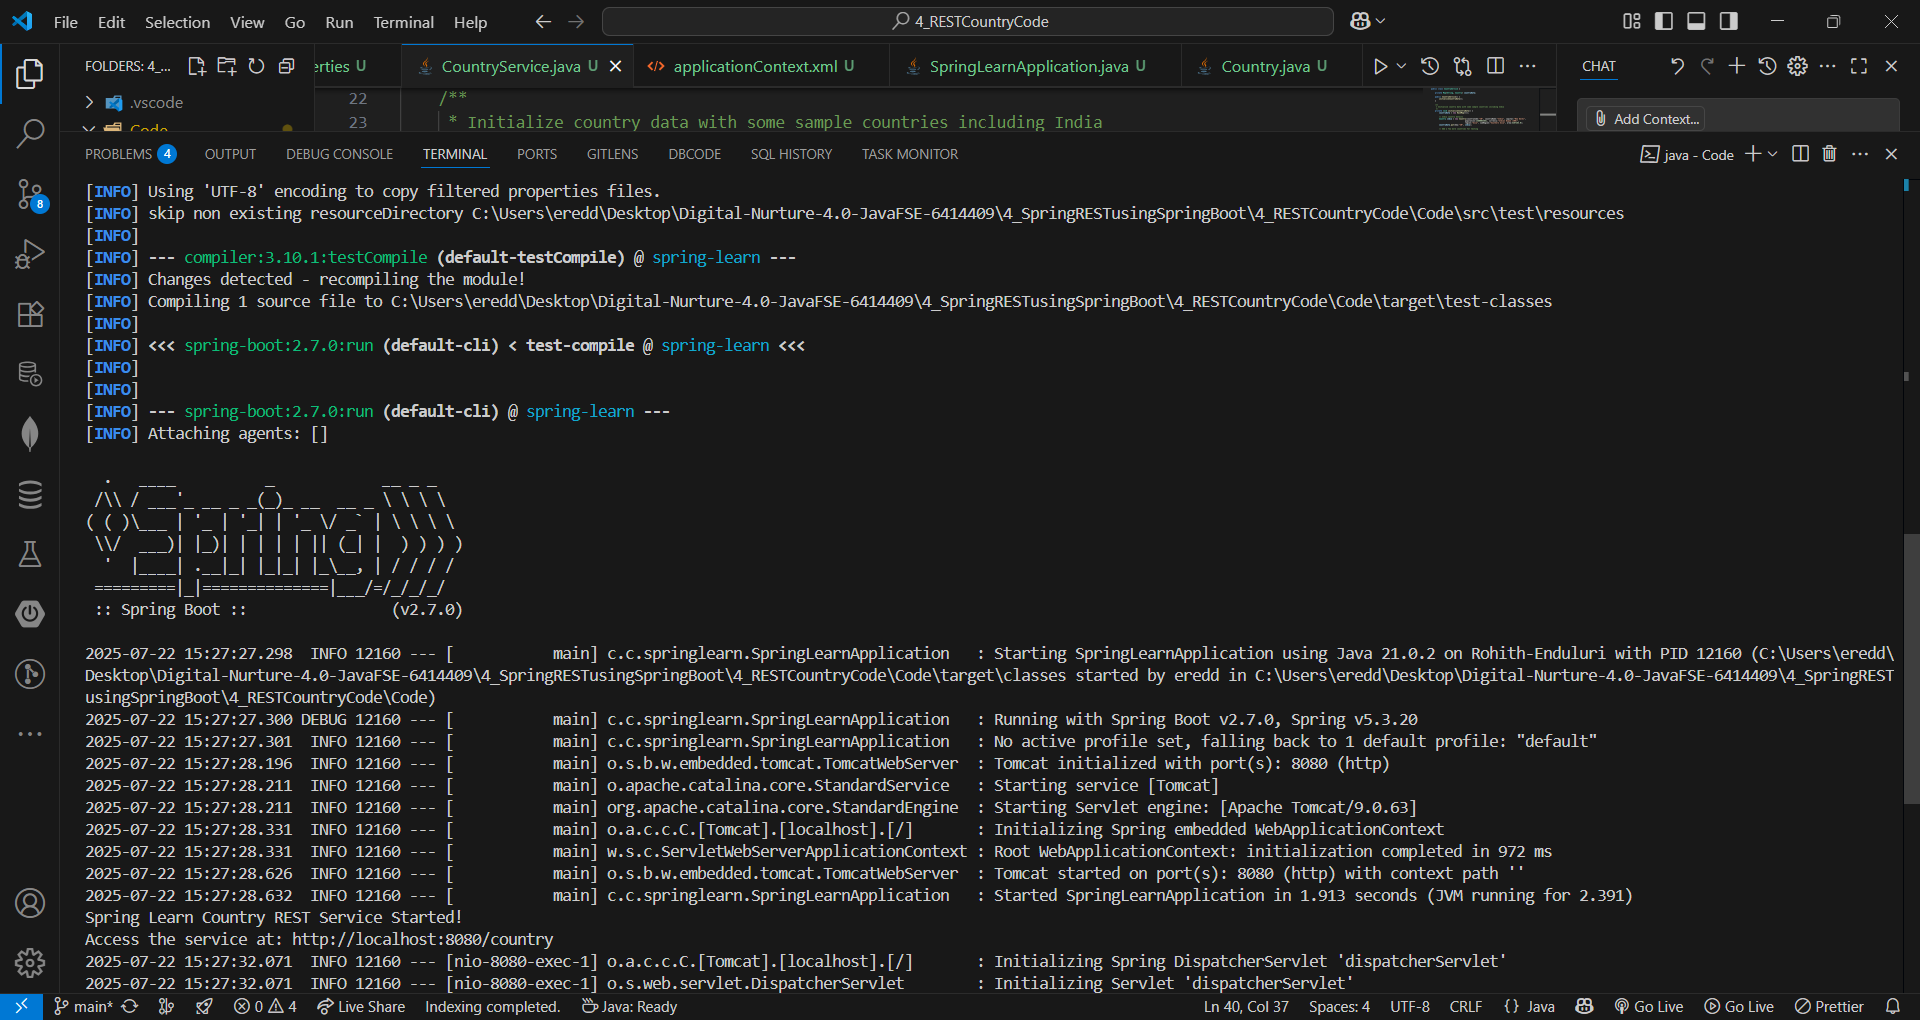 File Edit Selection View Go Run Terminal Help
4_RESTCountryCode
FOLDERS: 4_...
erties U
CountryService.java U
applicationContext.xml U
SpringLearnApplication.java U
Country.java U
CHAT
.vscode
Code
22 /**
23 * Initialize country data with some sample countries including India
Add Context...
PROBLEMS 4 OUTPUT DEBUG CONSOLE TERMINAL PORTS GITLENS DBCODE SQL HISTORY TASK MONITOR
java - Code
8
[INFO] Using 'UTF-8' encoding to copy filtered properties files.
[INFO] skip non existing resourceDirectory C:\Users\eredd\Desktop\Digital-Nurture-4.0-JavaFSE-6414409\4_SpringRESTusingSpringBoot\4_RESTCountryCode\Code\src\test\resources
[INFO]
[INFO] --- compiler:3.10.1:testCompile (default-testCompile) @ spring-learn ---
[INFO] Changes detected - recompiling the module!
[INFO] Compiling 1 source file to C:\Users\eredd\Desktop\Digital-Nurture-4.0-JavaFSE-6414409\4_SpringRESTusingSpringBoot\4_RESTCountryCode\Code\target\test-classes
[INFO]
[INFO] <<< spring-boot:2.7.0:run (default-cli) < test-compile @ spring-learn <<<
[INFO]
[INFO]
[INFO] --- spring-boot:2.7.0:run (default-cli) @ spring-learn ---
[INFO] Attaching agents: []
  .   ____          _            __ _ _
 /\\ / ___'_ __ _ _(_)_ __  __ _ \ \ \ \
( ( )\___ | '_ | '_| | '_ \/ _` | \ \ \ \
 \\/  ___)| |_)| | | | | || (_| |  ) ) ) )
  '  |____| .__|_| |_|_| |_\__, | / / / /
 =========|_|==============|___/=/_/_/_/
 :: Spring Boot ::                (v2.7.0)
2025-07-22 15:27:27.298  INFO 12160 --- [           main] c.c.springlearn.SpringLearnApplication   : Starting SpringLearnApplication using Java 21.0.2 on Rohith-Enduluri with PID 12160 (C:\Users\eredd\
Desktop\Digital-Nurture-4.0-JavaFSE-6414409\4_SpringRESTusingSpringBoot\4_RESTCountryCode\Code\target\classes started by eredd in C:\Users\eredd\Desktop\Digital-Nurture-4.0-JavaFSE-6414409\4_SpringREST
usingSpringBoot\4_RESTCountryCode\Code)
2025-07-22 15:27:27.300 DEBUG 12160 --- [           main] c.c.springlearn.SpringLearnApplication   : Running with Spring Boot v2.7.0, Spring v5.3.20
2025-07-22 15:27:27.301  INFO 12160 --- [           main] c.c.springlearn.SpringLearnApplication   : No active profile set, falling back to 1 default profile: "default"
2025-07-22 15:27:28.196  INFO 12160 --- [           main] o.s.b.w.embedded.tomcat.TomcatWebServer  : Tomcat initialized with port(s): 8080 (http)
2025-07-22 15:27:28.211  INFO 12160 --- [           main] o.apache.catalina.core.StandardService   : Starting service [Tomcat]
2025-07-22 15:27:28.211  INFO 12160 --- [           main] org.apache.catalina.core.StandardEngine  : Starting Servlet engine: [Apache Tomcat/9.0.63]
2025-07-22 15:27:28.331  INFO 12160 --- [           main] o.a.c.c.C.[Tomcat].[localhost].[/]       : Initializing Spring embedded WebApplicationContext
2025-07-22 15:27:28.331  INFO 12160 --- [           main] w.s.c.ServletWebServerApplicationContext : Root WebApplicationContext: initialization completed in 972 ms
2025-07-22 15:27:28.626  INFO 12160 --- [           main] o.s.b.w.embedded.tomcat.TomcatWebServer  : Tomcat started on port(s): 8080 (http) with context path ''
2025-07-22 15:27:28.632  INFO 12160 --- [           main] c.c.springlearn.SpringLearnApplication   : Started SpringLearnApplication in 1.913 seconds (JVM running for 2.391)
Spring Learn Country REST Service Started!
Access the service at: http://localhost:8080/country
2025-07-22 15:27:32.071  INFO 12160 --- [nio-8080-exec-1] o.a.c.c.C.[Tomcat].[localhost].[/]       : Initializing Spring DispatcherServlet 'dispatcherServlet'
2025-07-22 15:27:32.071  INFO 12160 --- [nio-8080-exec-1] o.s.web.servlet.DispatcherServlet        : Initializing Servlet 'dispatcherServlet'
main* 0 4 Live Share Indexing completed. Java: Ready Ln 40, Col 37 Spaces: 4 UTF-8 CRLF {} Java Go Live Go Live Prettier